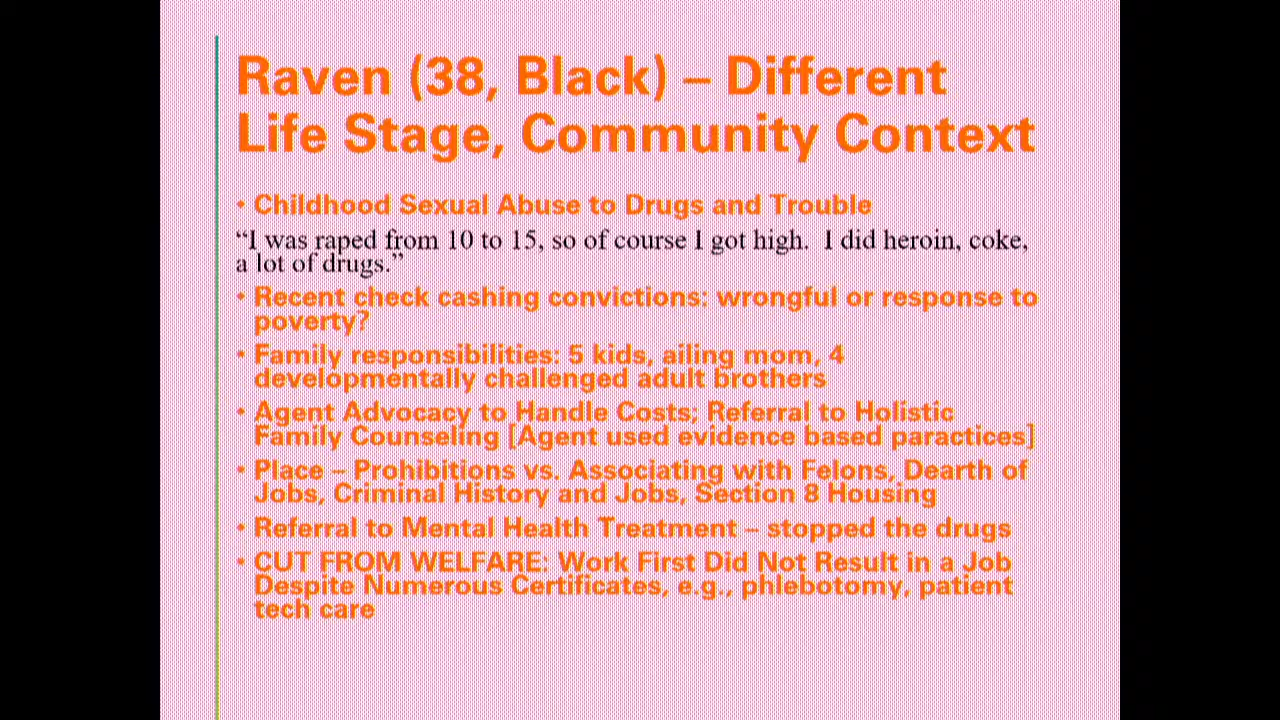 Raven (38, Black) – Different
Life Stage, Community Context
• Childhood Sexual Abuse to Drugs and Trouble
“I was raped from 10 to 15, so of course I got high.  I did heroin, coke,
a lot of drugs.”
• Recent check cashing convictions: wrongful or response to
poverty?
• Family responsibilities: 5 kids, ailing mom, 4
developmentally challenged adult brothers
• Agent Advocacy to Handle Costs; Referral to Holistic
Family Counseling [Agent used evidence based paractices]
• Place – Prohibitions vs. Associating with Felons, Dearth of
Jobs, Criminal History and Jobs, Section 8 Housing
• Referral to Mental Health Treatment – stopped the drugs
• CUT FROM WELFARE: Work First Did Not Result in a Job
Despite Numerous Certificates, e.g., phlebotomy, patient
tech care